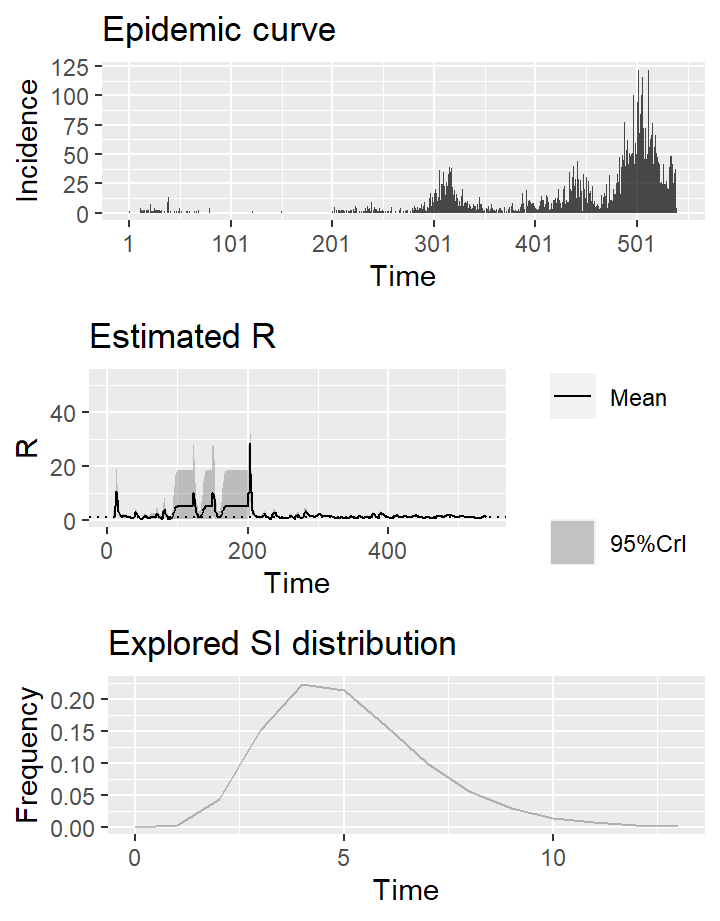 Epidemic curve
125
100
75
50
25
0
Incidence
1 101 201 301 401 501
Time
Estimated R
40
20
0
R
0 200 400
Time
Mean
95%CrI
Explored SI distribution
0.20
0.15
0.10
0.05
0.00
Frequency
0 5 10
Time